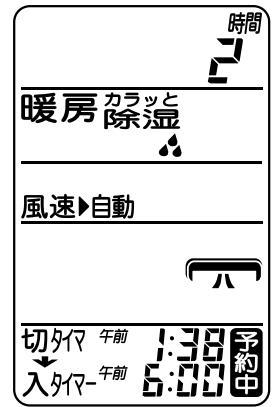 時間
2
暖房 カラッと除湿
風速▶自動
切タイマ 午前 1:38 予約中
入タイマー 午前 6:00